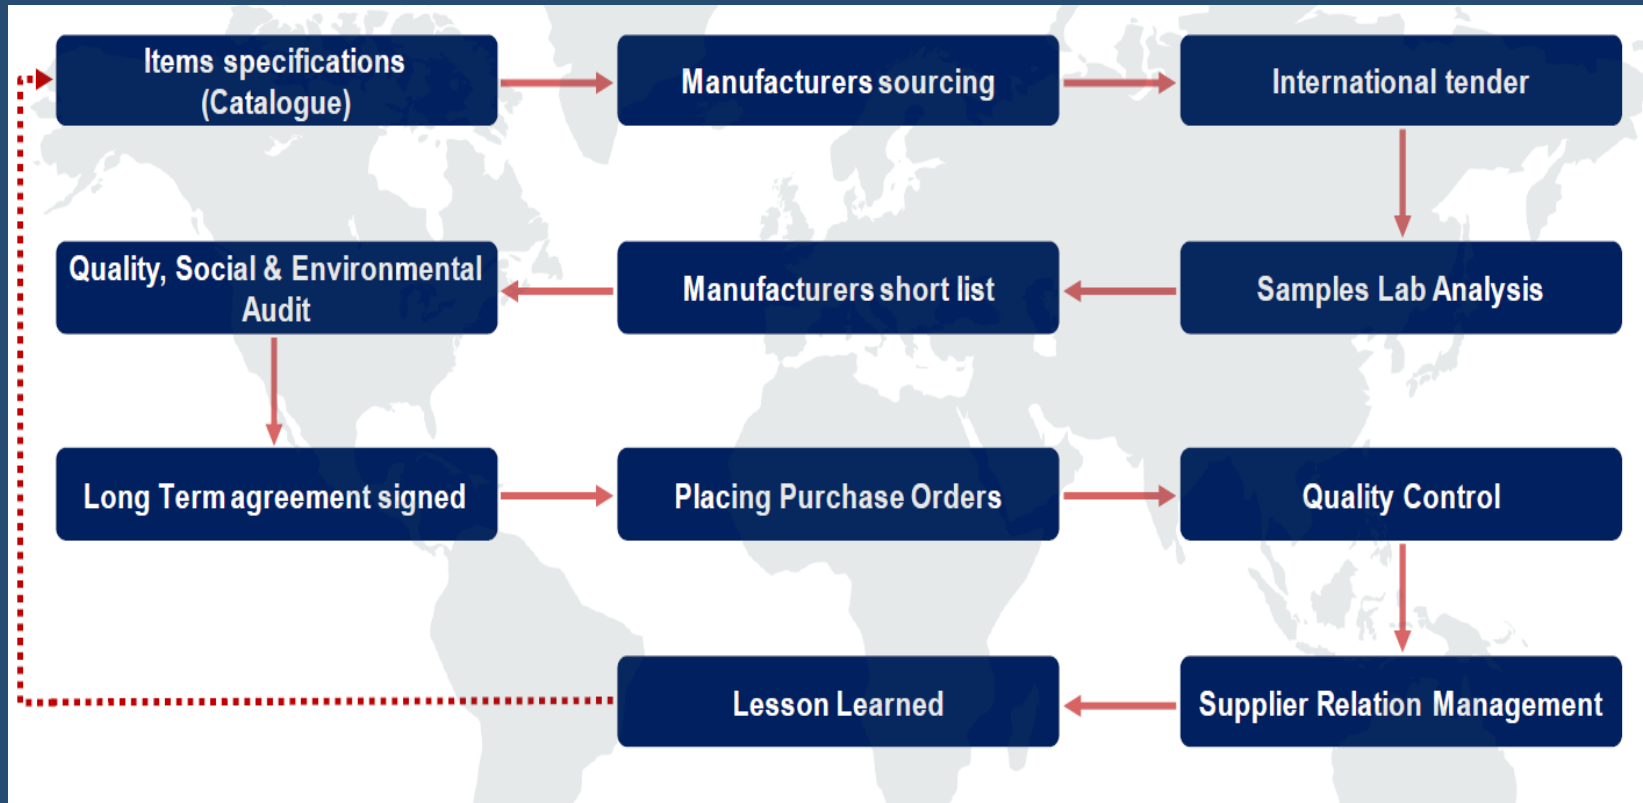 Items specifications
(Catalogue)
Manufacturers sourcing
International tender
Quality, Social & Environmental
Audit
Manufacturers short list
Samples Lab Analysis
Long Term agreement signed
Placing Purchase Orders
Quality Control
Lesson Learned
Supplier Relation Management